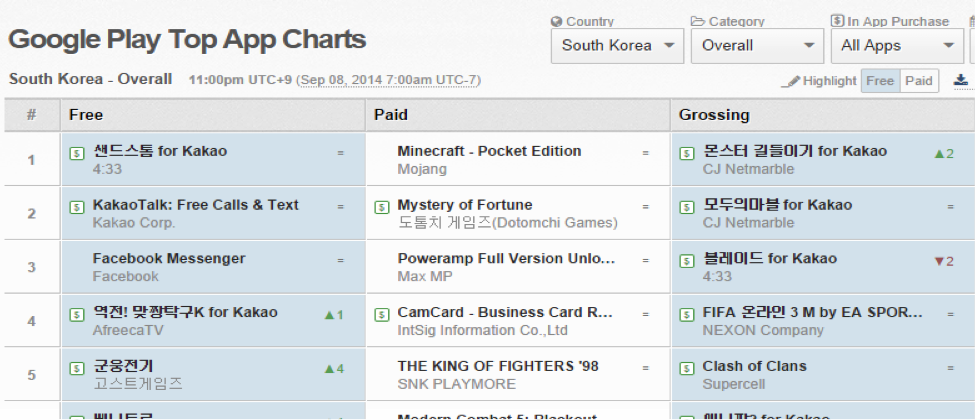 Google Play Top App Charts
Country
Category
In App Purchase
South Korea
Overall
All Apps
South Korea - Overall 11:00pm UTC+9 (Sep 08, 2014 7:00am UTC-7)
Highlight Free Paid
# Free Paid Grossing
1
샌드스톰 for Kakao =
4:33
Minecraft - Pocket Edition =
Mojang
몬스터 길들이기 for Kakao ▲2
CJ Netmarble
2
KakaoTalk: Free Calls & Text =
Kakao Corp.
Mystery of Fortune =
도톰치 게임즈(Dotomchi Games)
모두의마블 for Kakao =
CJ Netmarble
3
Facebook Messenger =
Facebook
Poweramp Full Version Unlo... =
Max MP
블레이드 for Kakao ▼2
4:33
4
역전! 맞짱탁구K for Kakao ▲1
AfreecaTV
CamCard - Business Card R... =
IntSig Information Co.,Ltd
FIFA 온라인 3 M by EA SPOR... =
NEXON Company
5
군웅전기 ▲4
고스트게임즈
THE KING OF FIGHTERS '98 =
SNK PLAYMORE
Clash of Clans =
Supercell
Modern Combat 5: Blackout
for Kakao